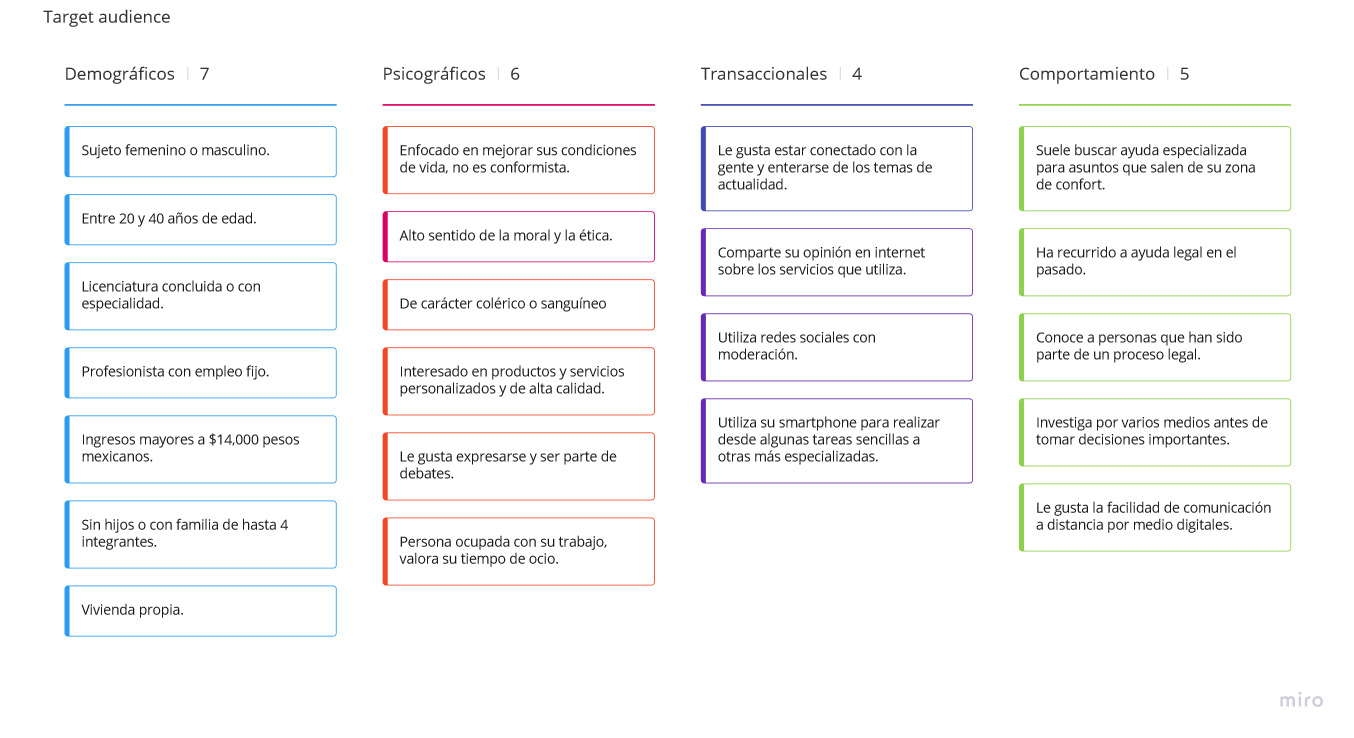 Target audience
Demográficos | 7
Sujeto femenino o masculino.
Entre 20 y 40 años de edad.
Licenciatura concluida o con
especialidad.
Profesionista con empleo fijo.
Ingresos mayores a $14,000 pesos
mexicanos.
Sin hijos o con familia de hasta 4
integrantes.
Vivienda propia.
Psicográficos | 6
Enfocado en mejorar sus condiciones
de vida, no es conformista.
Alto sentido de la moral y la ética.
De carácter colérico o sanguíneo
Interesado en productos y servicios
personalizados y de alta calidad.
Le gusta expresarse y ser parte de
debates.
Persona ocupada con su trabajo,
valora su tiempo de ocio.
Transaccionales | 4
Le gusta estar conectado con la
gente y enterarse de los temas de
actualidad.
Comparte su opinión en internet
sobre los servicios que utiliza.
Utiliza redes sociales con
moderación.
Utiliza su smartphone para realizar
desde algunas tareas sencillas a
otras más especializadas.
Comportamiento | 5
Suele buscar ayuda especializada
para asuntos que salen de su zona
de confort.
Ha recurrido a ayuda legal en el
pasado.
Conoce a personas que han sido
parte de un proceso legal.
Investiga por varios medios antes de
tomar decisiones importantes.
Le gusta la facilidad de comunicación
a distancia por medio digitales.
miro